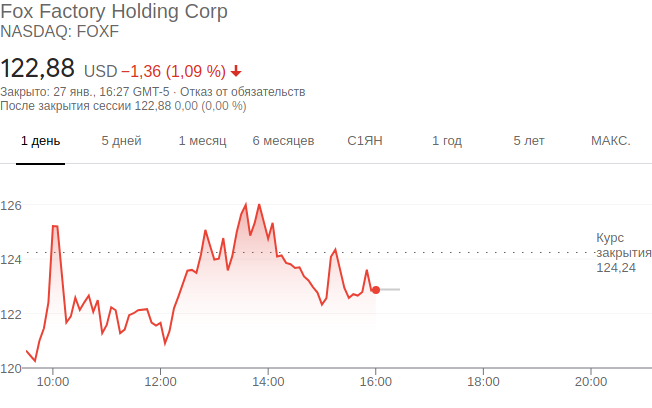 Fox Factory Holding Corp
NASDAQ: FOXF
122,88 USD −1,36 (1,09 %)
Закрыто: 27 янв., 16:27 GMT-5 · Отказ от обязательств
После закрытия сессии 122,88 0,00 (0,00 %)
1 день 5 дней 1 месяц 6 месяцев С1ЯН 1 год 5 лет МАКС.
126
Курс
закрытия
124,24
124
122
120
10:00 12:00 14:00 16:00 18:00 20:00